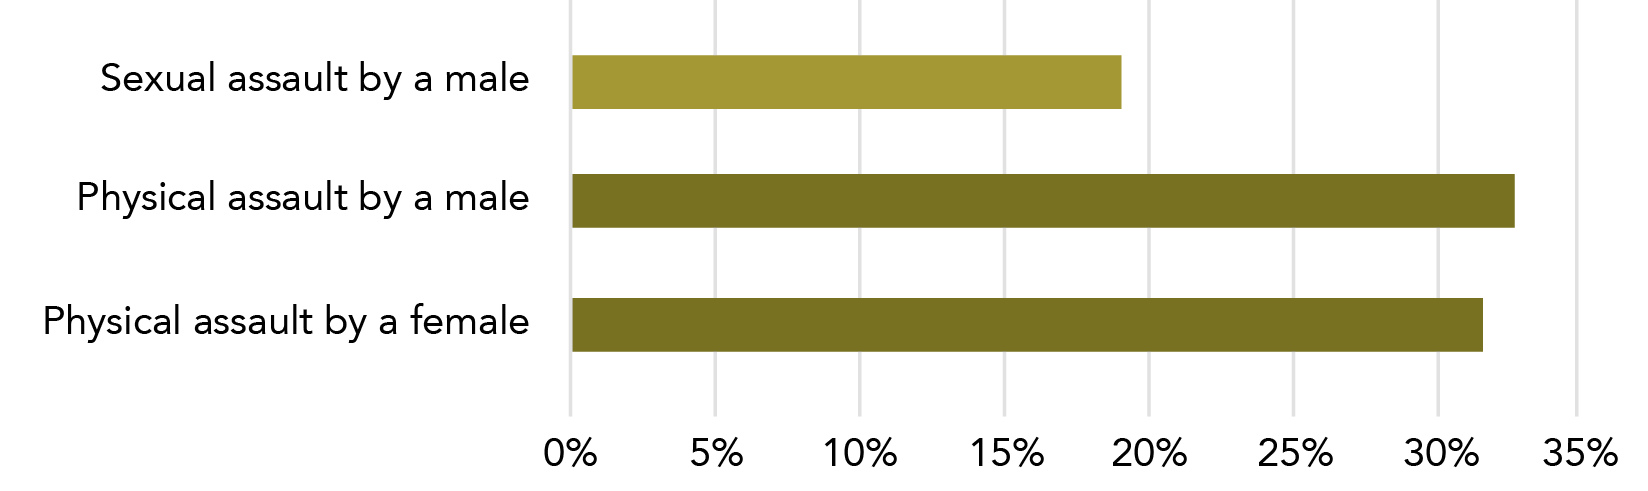 Sexual assault by a male
Physical assault by a male
Physical assault by a female
0% 5% 10% 15% 20% 25% 30% 35%